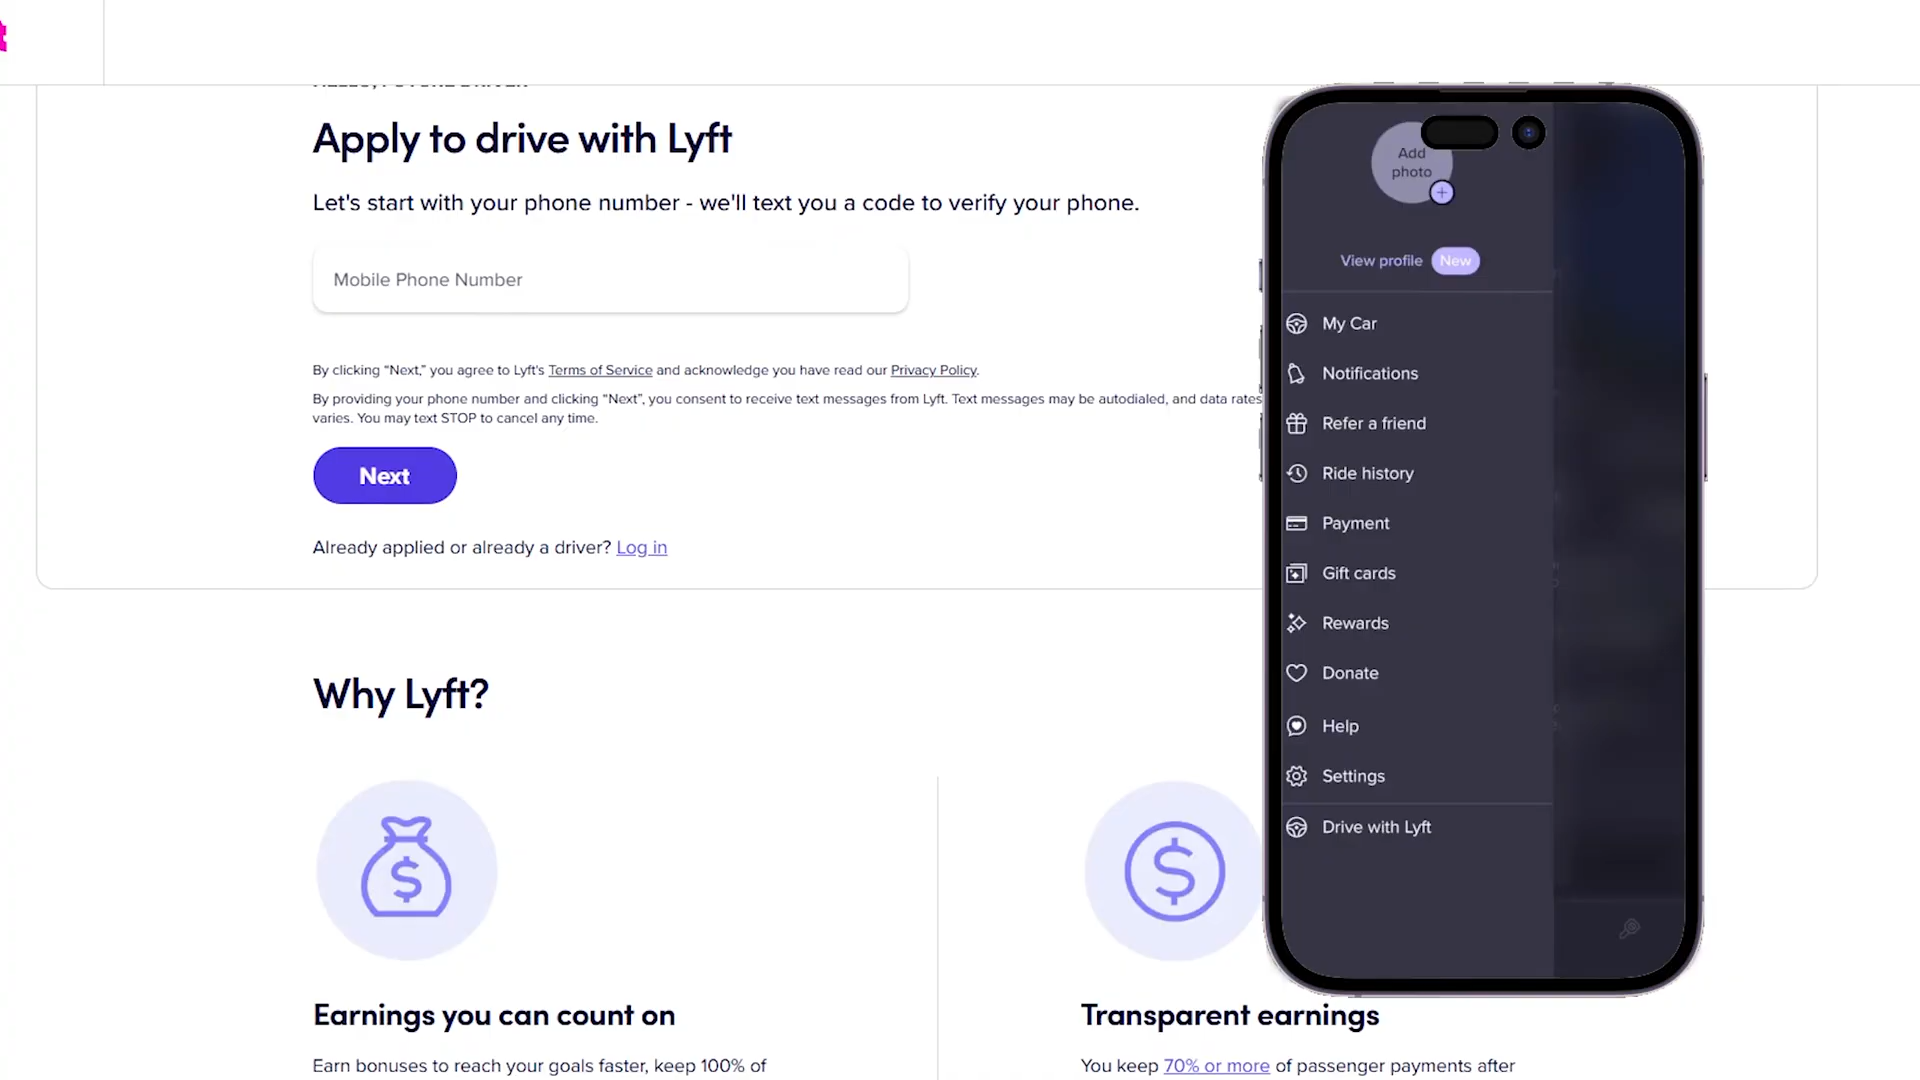 Apply to drive with Lyft
Let's start with your phone number - we'll text you a code to verify your phone.
Mobile Phone Number
By clicking “Next,” you agree to Lyft's Terms of Service and acknowledge you have read our Privacy Policy.
By providing your phone number and clicking “Next”, you consent to receive text messages from Lyft. Text messages may be autodialed, and data rates
varies. You may text STOP to cancel any time.
Next
Already applied or already a driver? Log in
Why Lyft?
Earnings you can count on
Earn bonuses to reach your goals faster, keep 100% of
Transparent earnings
You keep 70% or more of passenger payments after
Add
photo
View profile New
My Car
Notifications
Refer a friend
Ride history
Payment
Gift cards
Rewards
Donate
Help
Settings
Drive with Lyft